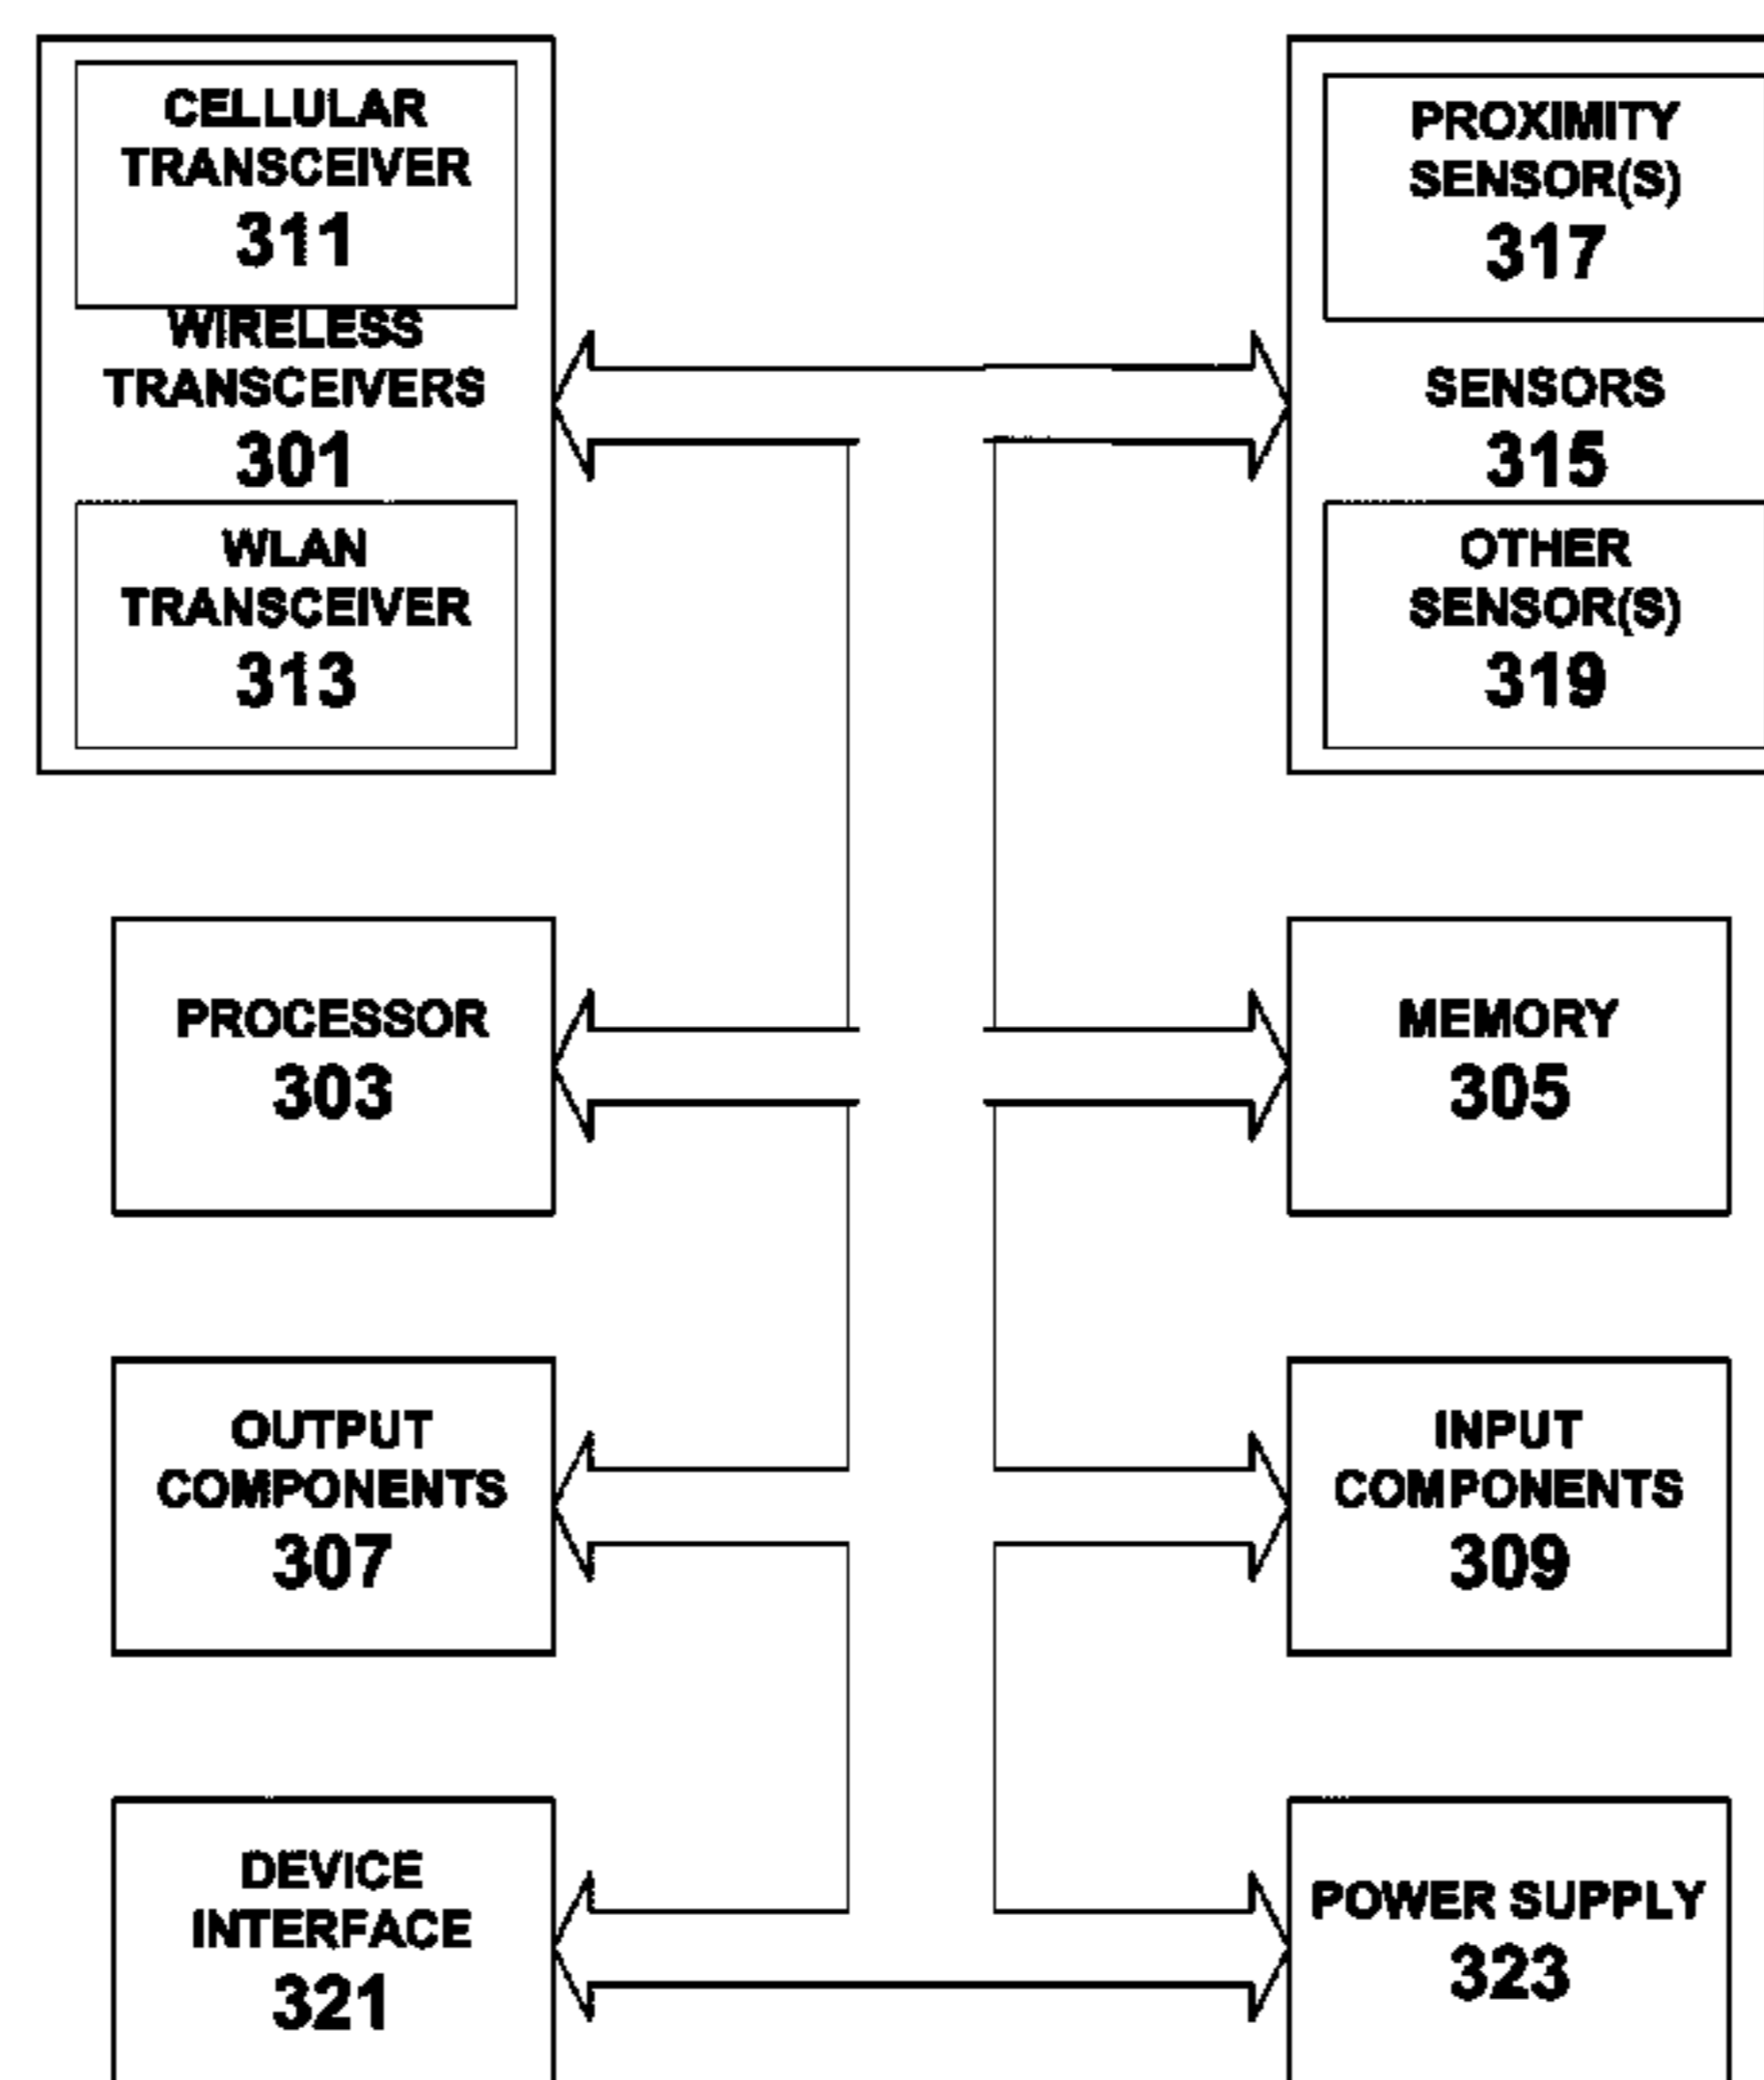 CELLULAR
TRANSCEIVER
311
WIRELESS
TRANSCEIVERS
301
WLAN
TRANSCEIVER
313
PROXIMITY
SENSOR(S)
317
SENSORS
315
OTHER
SENSOR(S)
319
PROCESSOR
303
MEMORY
305
OUTPUT
COMPONENTS
307
INPUT
COMPONENTS
309
DEVICE
INTERFACE
321
POWER SUPPLY
323